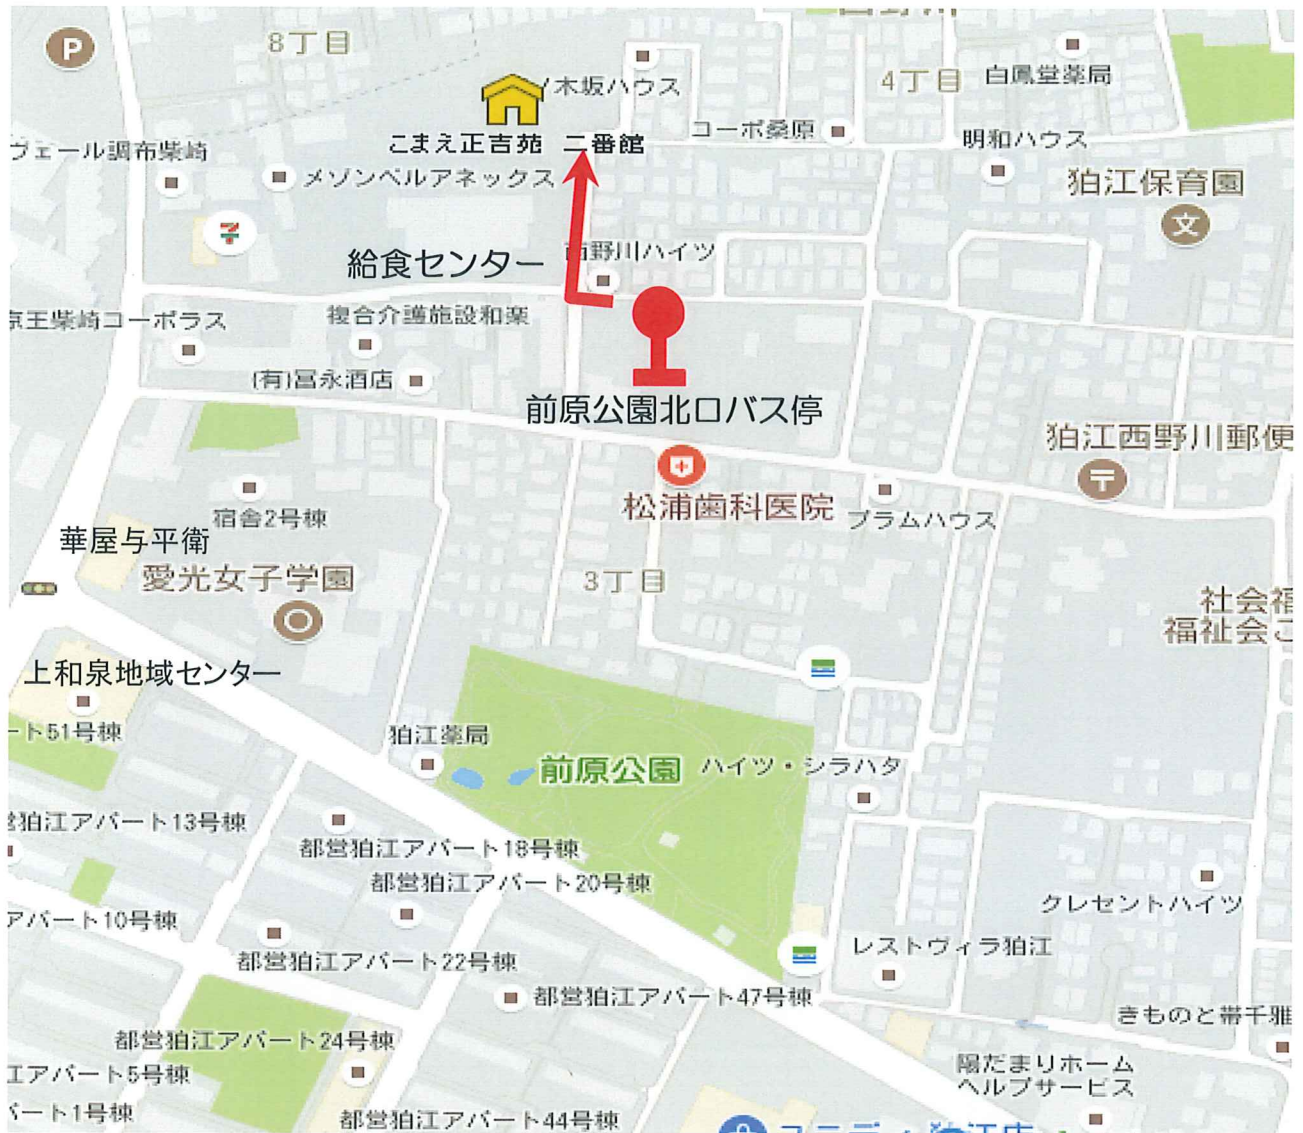 8丁目
木坂ハウス
4丁目
白鳳堂薬局
こまえ正吉苑 二番館
コーポ桑原
明和ハウス
ヴェール調布柴崎
メゾンベルアネックス
狛江保育園
文
給食センター
西野川ハイツ
京王柴崎コーポラス
複合介護施設和楽
(有)冨永酒店
前原公園北口バス停
狛江西野川郵便
松浦歯科医院
プラムハウス
宿舎2号棟
華屋与平衛
愛光女子学園
3丁目
社会福
福祉会こ
上和泉地域センター
ート51号棟
狛江薬局
前原公園
ハイツ・シラハタ
営狛江アパート13号棟
都営狛江アパート18号棟
都営狛江アパート20号棟
クレセントハイツ
アパート10号棟
都営狛江アパート22号棟
レストヴィラ狛江
都営狛江アパート47号棟
きものと帯千雅
都営狛江アパート24号棟
陽だまりホーム
ヘルプサービス
エアパート5号棟
パート1号棟
都営狛江アパート44号棟
P
7